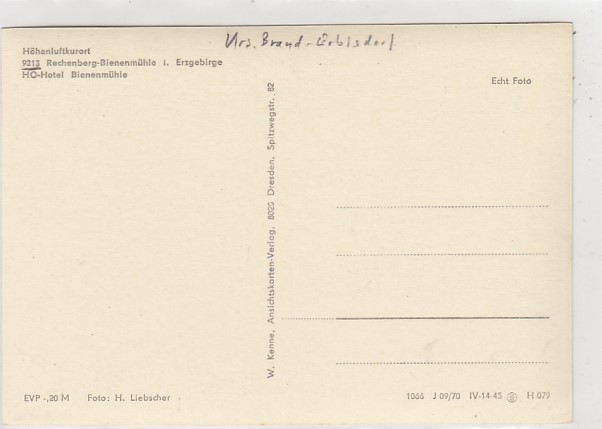 Krs. Brand-Erbisdorf.
Höhenluftkurort
9213 Rechenberg-Bienenmühle i. Erzgebirge
HO-Hotel Bienenmühle
Echt Foto
W. Kenne, Ansichtskarten-Verlag, 8020 Dresden, Spitzwegstr. 82
EVP -,20 M Foto: H. Liebscher
1066 J 09/70 IV-14-45 H 079